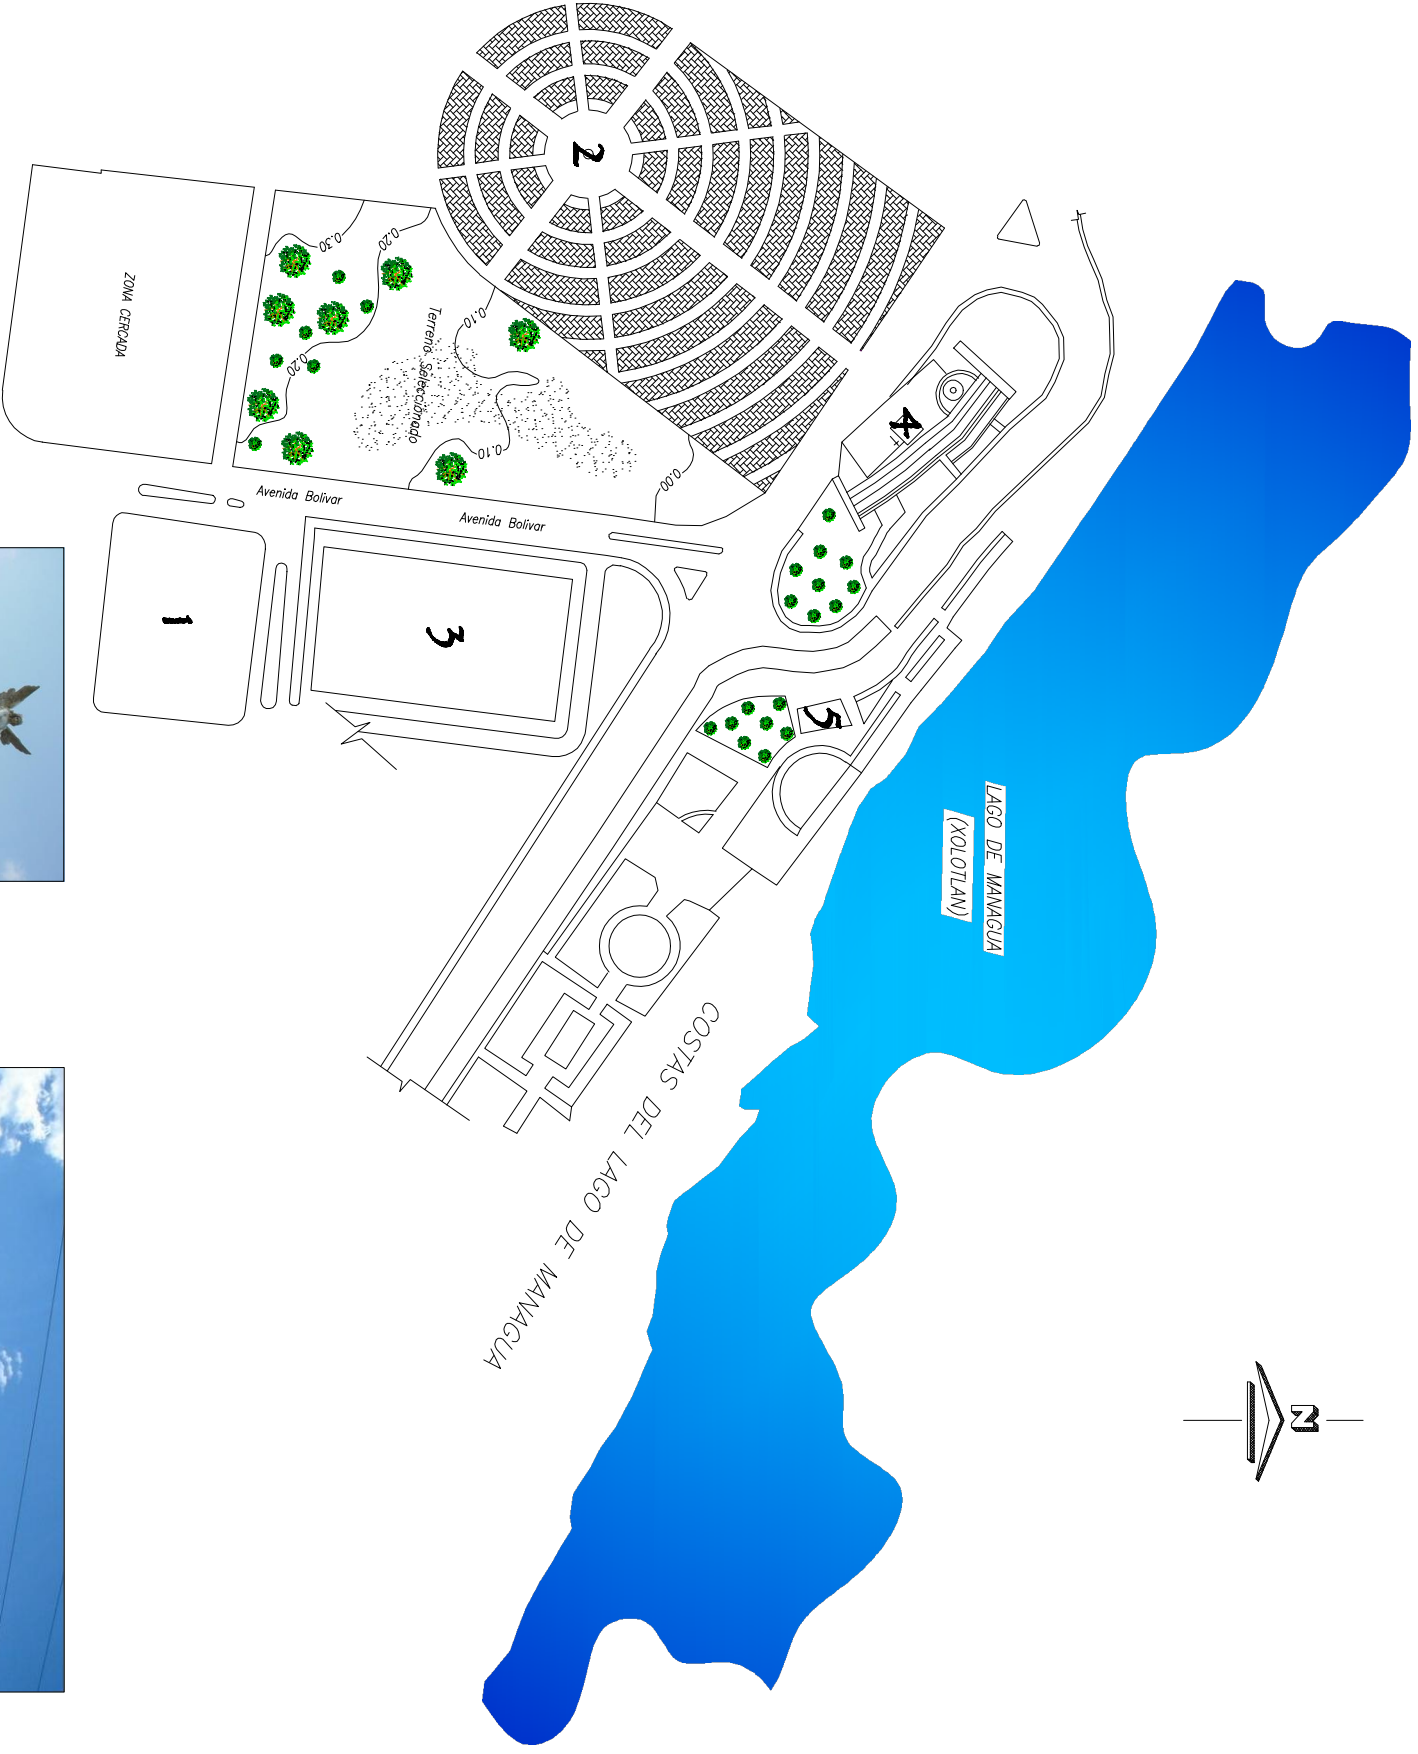 N
LAGO DE MANAGUA
(XOLOTLAN)
COSTAS DEL LAGO DE MANAGUA
4
5
2
0.00
Avenida Bolivar
Avenida Bolivar
3
1
Terreno Seleccionado
0.10
0.10
0.20
0.20
0.30
ZONA CERCADA